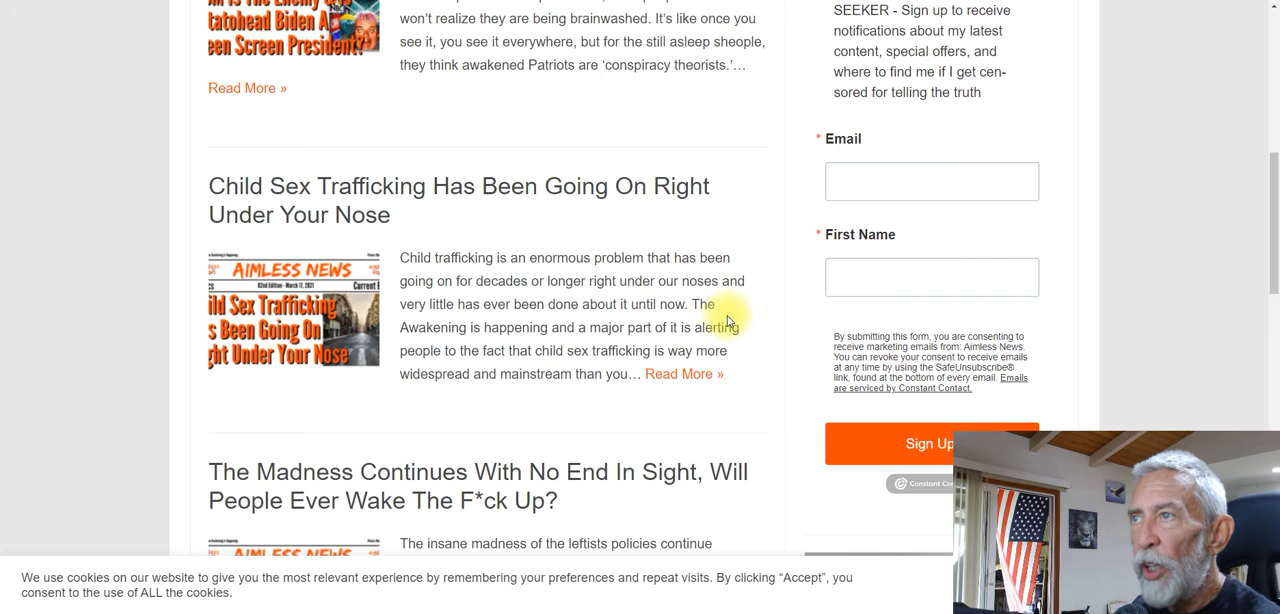 tatohead Biden A
een Screen President?
won't realize they are being brainwashed. It's like once you
see it, you see it everywhere, but for the still asleep sheople,
they think awakened Patriots are 'conspiracy theorists.'…
Read More »
Child Sex Trafficking Has Been Going On Right
Under Your Nose
AIMLESS NEWS
62nd Edition - March 17, 2021
Current E
ild Sex Trafficking
s Been Going On
ght Under Your Nose
Child trafficking is an enormous problem that has been
going on for decades or longer right under our noses and
very little has ever been done about it until now. The
Awakening is happening and a major part of it is alerting
people to the fact that child sex trafficking is way more
widespread and mainstream than you… Read More »
The Madness Continues With No End In Sight, Will
People Ever Wake The F*ck Up?
AIMLESS NEWS
The insane madness of the leftists policies continue
SEEKER - Sign up to receive
notifications about my latest
content, special offers, and
where to find me if I get cen-
sored for telling the truth
* Email
* First Name
By submitting this form, you are consenting to
receive marketing emails from: Aimless News.
You can revoke your consent to receive emails
at any time by using the SafeUnsubscribe®
link, found at the bottom of every email. Emails
are serviced by Constant Contact.
Sign Up
Constant Co
We use cookies on our website to give you the most relevant experience by remembering your preferences and repeat visits. By clicking “Accept”, you
consent to the use of ALL the cookies.